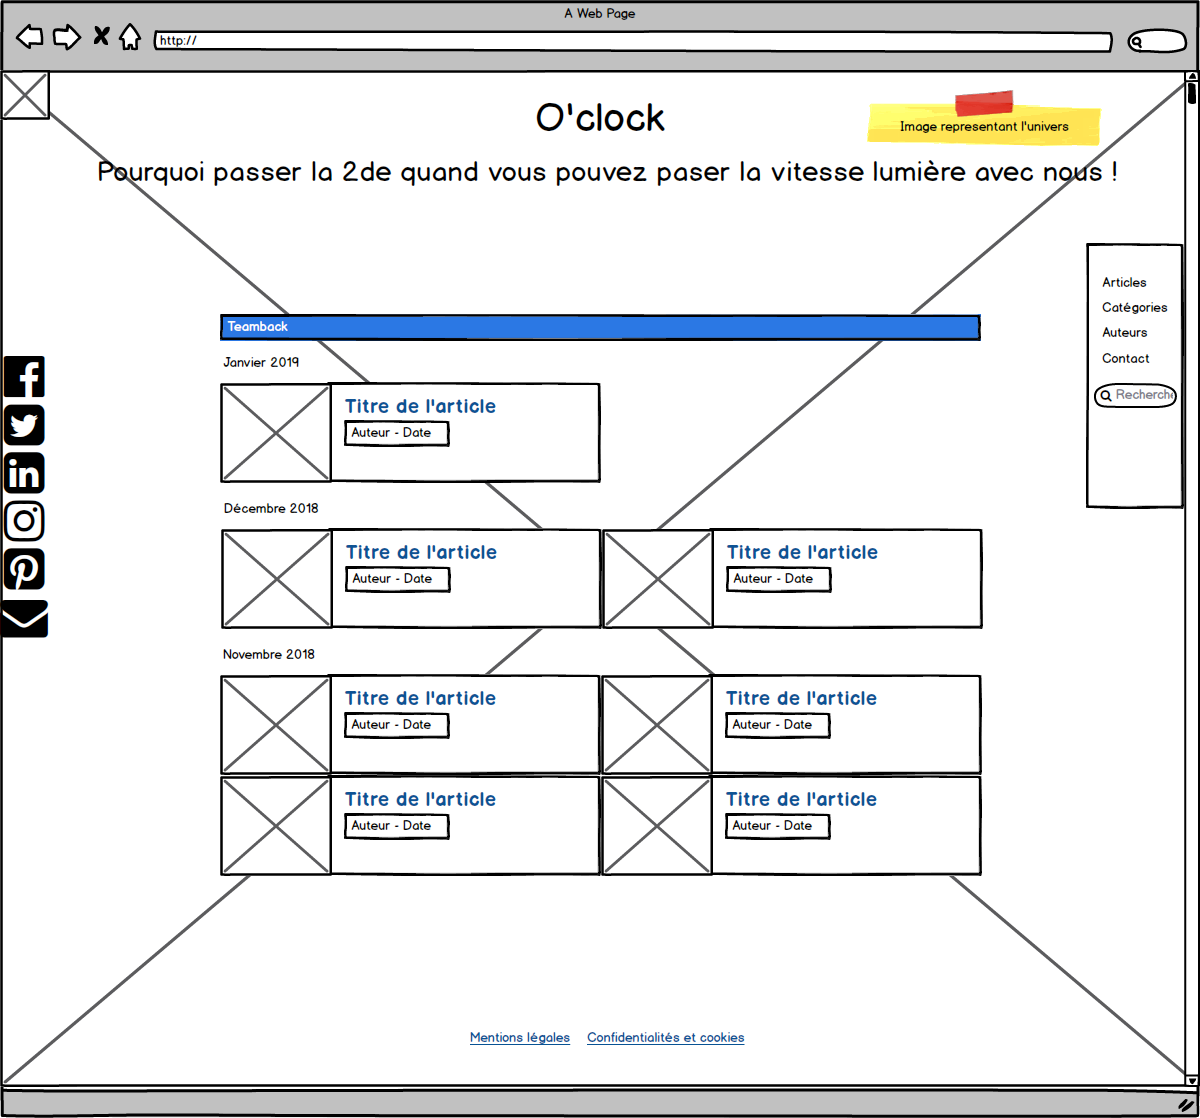 A Web Page
http://
O'clock
Image representant l'univers
Pourquoi passer la 2de quand vous pouvez paser la vitesse lumière avec nous !
Articles
Catégories
Auteurs
Contact
Recherche
Teamback
Janvier 2019
Titre de l'article
Auteur - Date
Décembre 2018
Titre de l'article
Auteur - Date
Titre de l'article
Auteur - Date
Novembre 2018
Titre de l'article
Auteur - Date
Titre de l'article
Auteur - Date
Titre de l'article
Auteur - Date
Titre de l'article
Auteur - Date
Mentions légales
Confidentialités et cookies